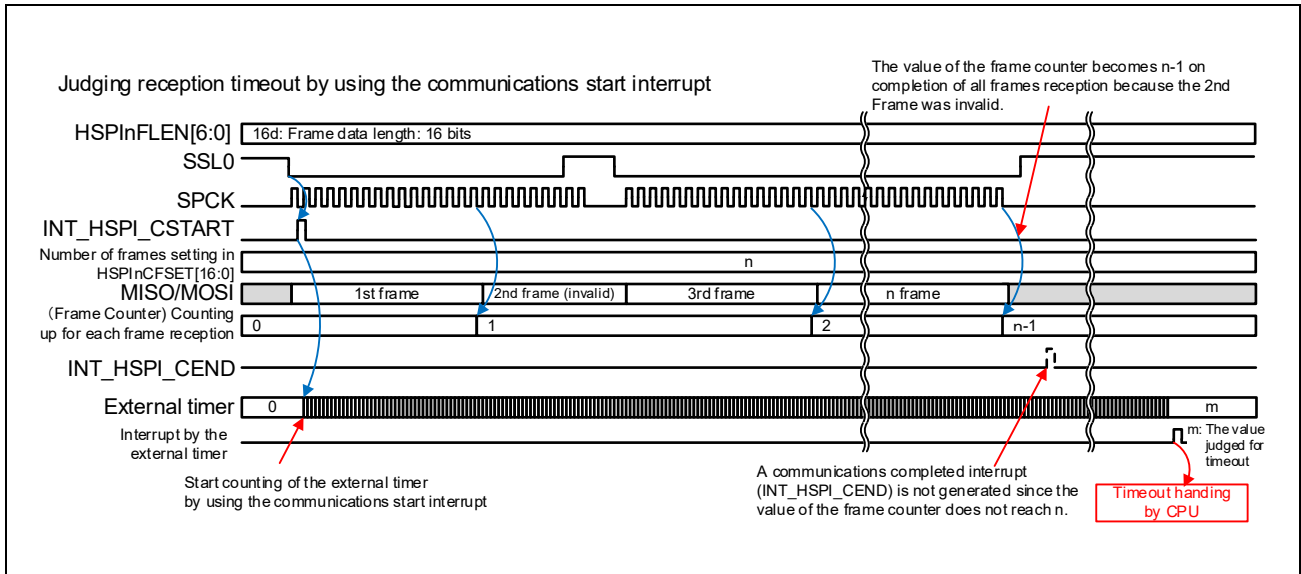 Judging reception timeout by using the communications start interrupt
The value of the frame counter becomes n-1 on
completion of all frames reception because the 2nd
Frame was invalid.
HSPInFLEN[6:0]
16d: Frame data length: 16 bits
SSL0
SPCK
INT_HSPI_CSTART
Number of frames setting in
HSPInCFSET[16:0]
n
MISO/MOSI
1st frame
2nd frame (invalid)
3rd frame
n frame
(Frame Counter) Counting
up for each frame reception
0
1
2
n-1
INT_HSPI_CEND
External timer
0
m
Interrupt by the
external timer
m: The value
judged for
timeout
Start counting of the external timer
by using the communications start interrupt
A communications completed interrupt
(INT_HSPI_CEND) is not generated since the
value of the frame counter does not reach n.
Timeout handing
by CPU